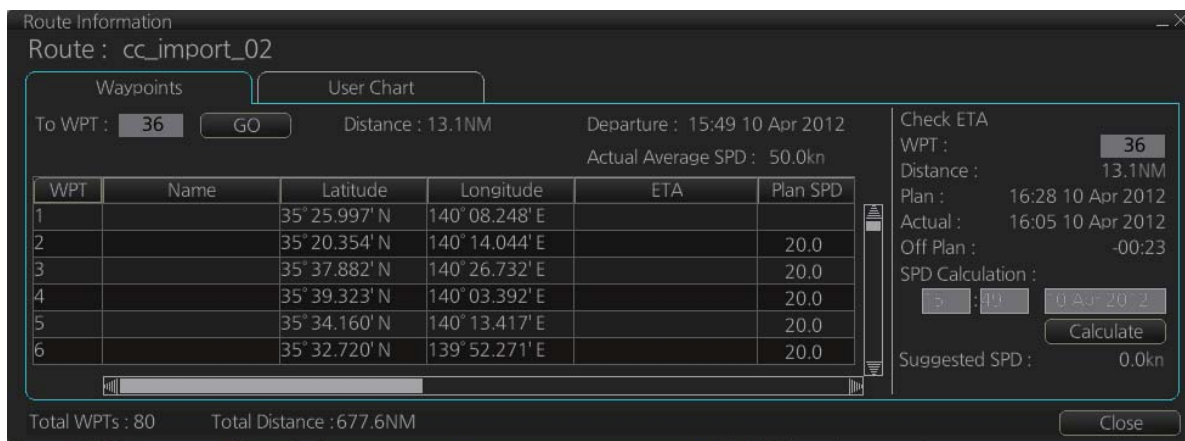 Route Information
Route : cc_import_02
Waypoints User Chart
To WPT : 36 GO Distance : 13.1NM Departure : 15:49 10 Apr 2012
Actual Average SPD : 50.0kn
WPT Name Latitude Longitude ETA Plan SPD
1 35° 25.997' N 140° 08.248' E
2 35° 20.354' N 140° 14.044' E 20.0
3 35° 37.882' N 140° 26.732' E 20.0
4 35° 39.323' N 140° 03.392' E 20.0
5 35° 34.160' N 140° 13.417' E 20.0
6 35° 32.720' N 139° 52.271' E 20.0
Check ETA
WPT : 36
Distance : 13.1NM
Plan : 16:28 10 Apr 2012
Actual : 16:05 10 Apr 2012
Off Plan : -00:23
SPD Calculation :
15 : 49 10 Apr 2012
Calculate
Suggested SPD : 0.0kn
Total WPTs : 80 Total Distance : 677.6NM
Close